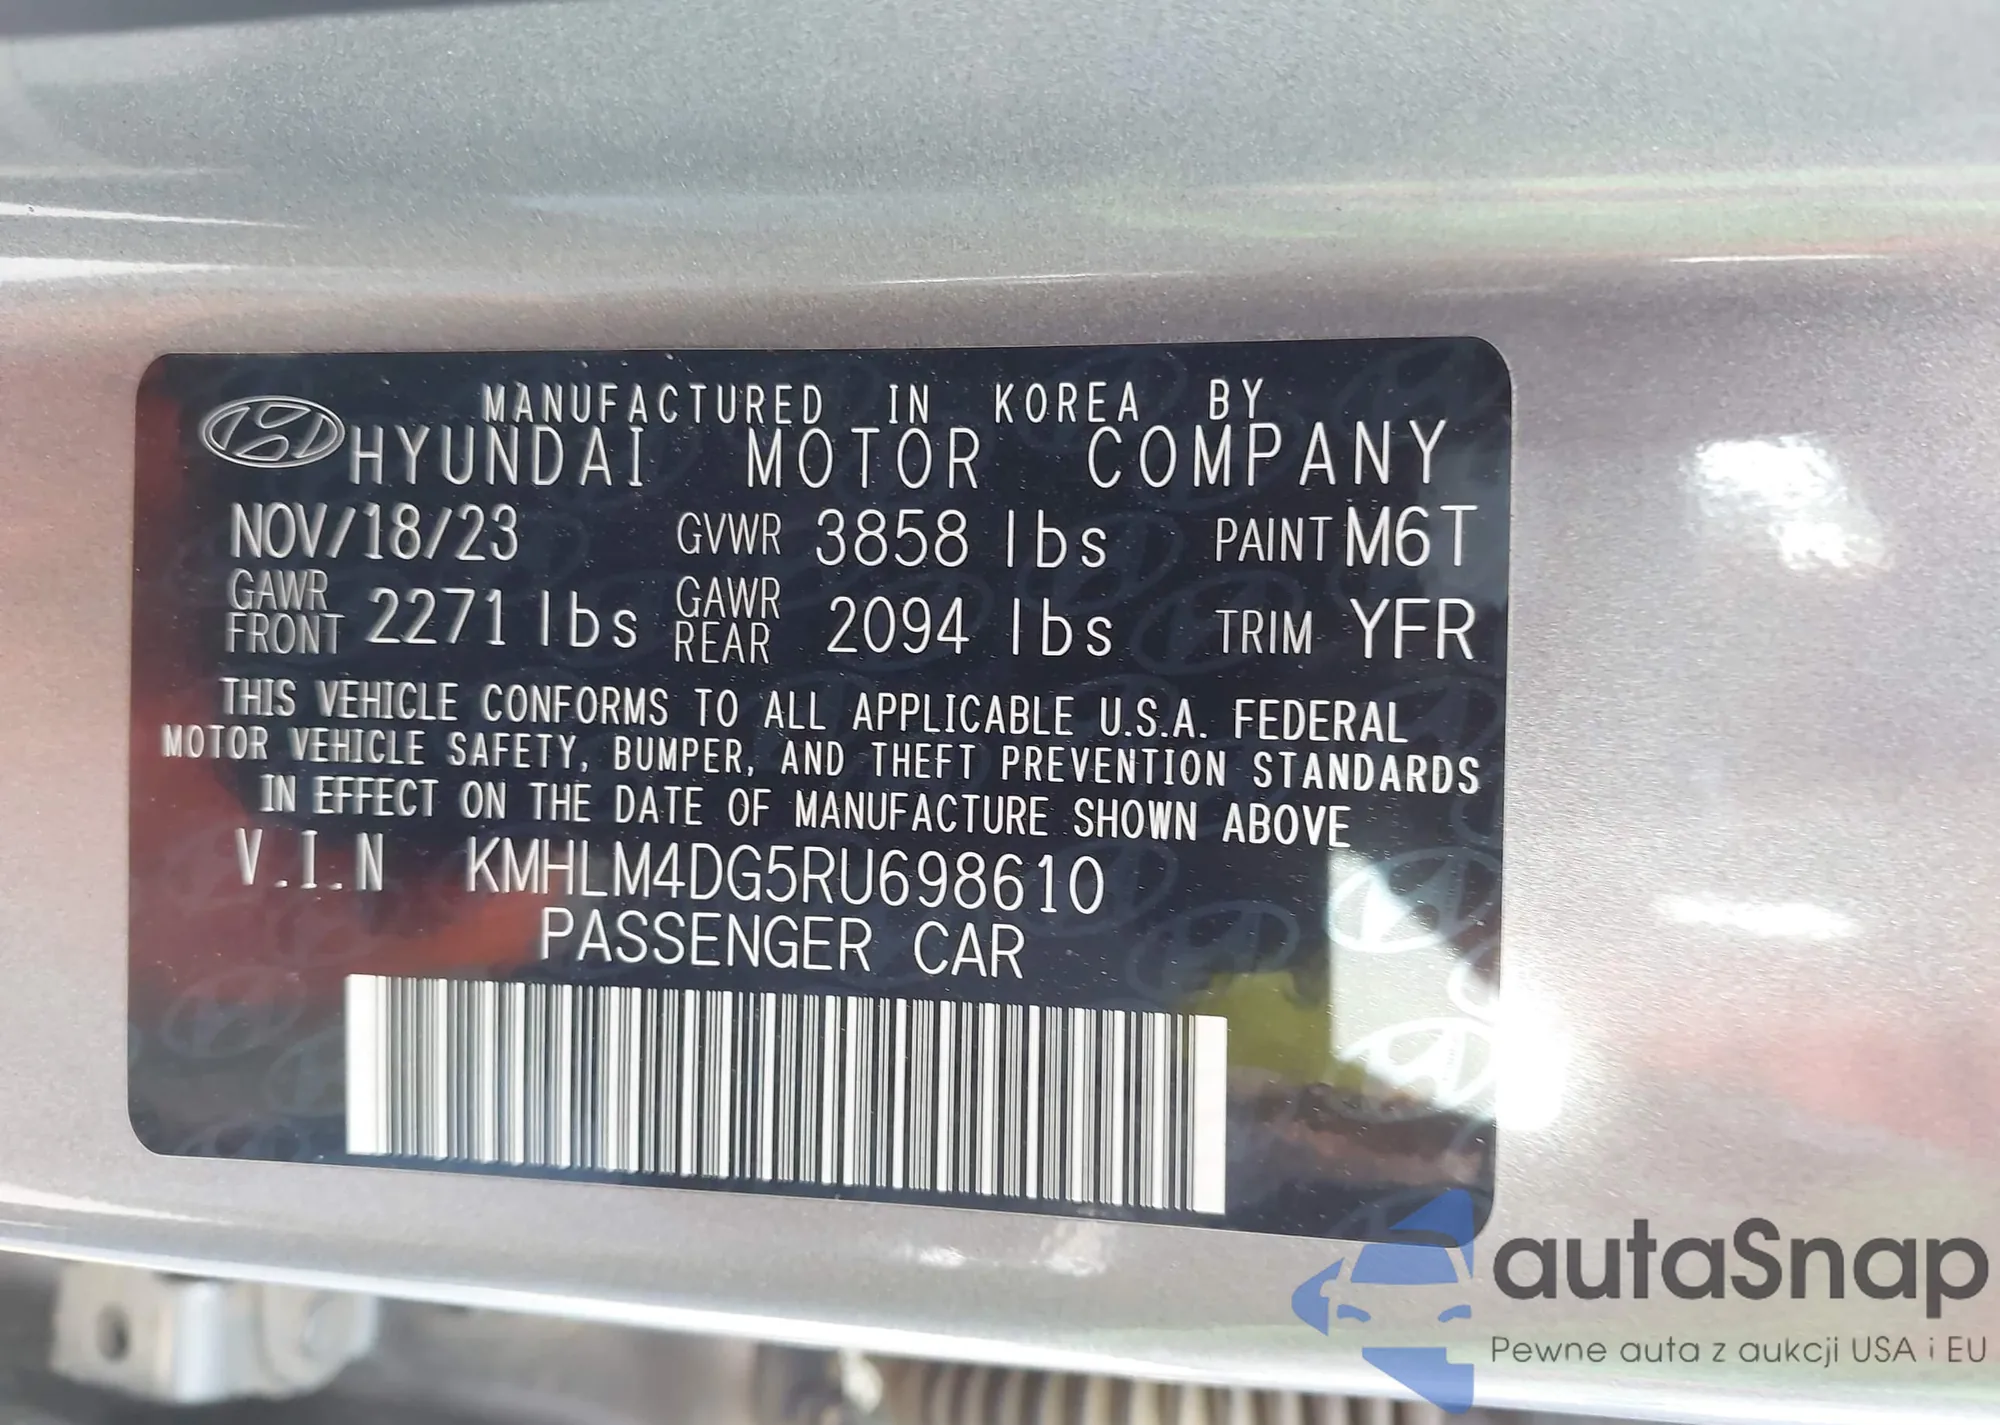 MANUFACTURED IN KOREA BY
HYUNDAI MOTOR COMPANY
NOV/18/23 GVWR 3858 lbs PAINT M6T
GAWR FRONT 2271 lbs GAWR REAR 2094 lbs TRIM YFR
THIS VEHICLE CONFORMS TO ALL APPLICABLE U.S.A. FEDERAL
MOTOR VEHICLE SAFETY, BUMPER, AND THEFT PREVENTION STANDARDS
IN EFFECT ON THE DATE OF MANUFACTURE SHOWN ABOVE
V.I.N KMHLM4DG5RU698610
PASSENGER CAR
autaSnap
Pewne auta z aukcji USA i EU